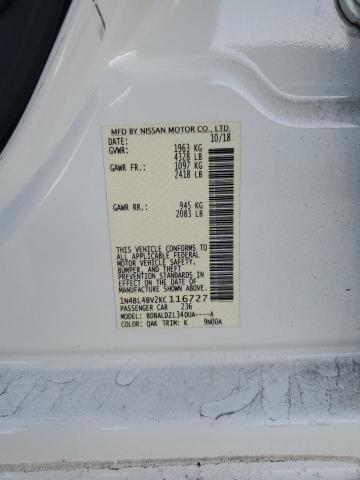 MFD BY NISSAN MOTOR CO., LTD.
DATE: 10/18
GVWR: 1963 KG
4328 LB
GAWR FR.: 1097 KG
2418 LB
GAWR RR.: 945 KG
2083 LB
THIS VEHICLE CONFORMS TO
ALL APPLICABLE FEDERAL
MOTOR VEHICLE SAFETY,
BUMPER, AND THEFT
PREVENTION STANDARDS IN
EFFECT ON THE DATE OF
MANUFACTURE SHOWN ABOVE.
1N4BL4BV2KC116727
PASSENGER CAR 236
MODEL: BDBALDZL34DUA----A
COLOR: QAK TRIM: K 9N00A